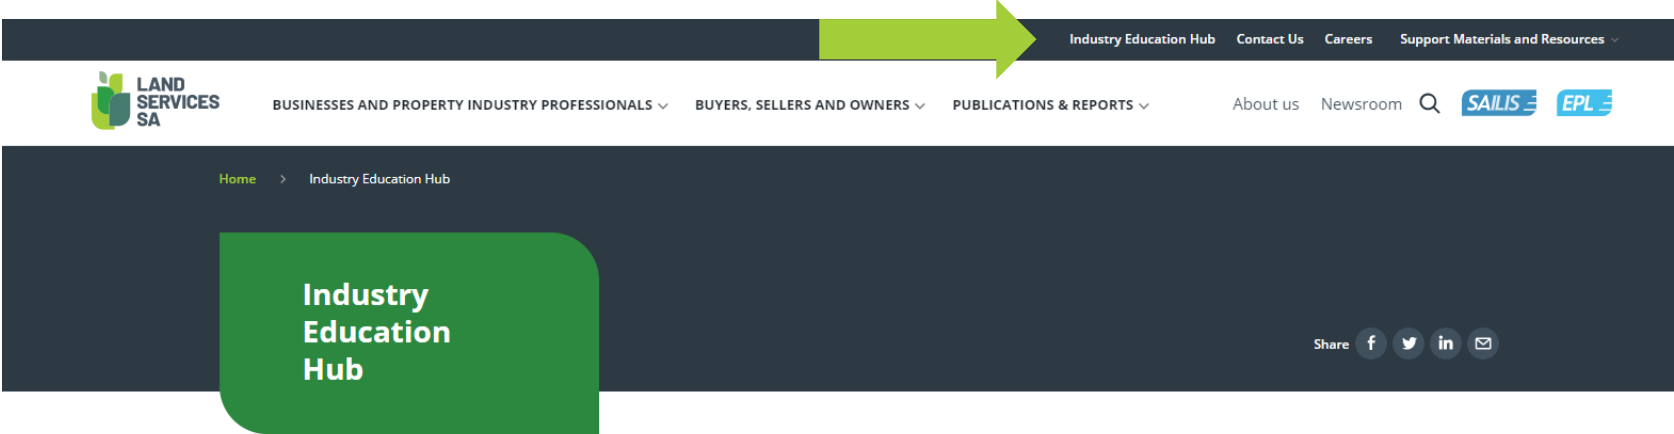 Industry Education Hub Contact Us Careers Support Materials and Resources
LAND
SERVICES
SA
BUSINESSES AND PROPERTY INDUSTRY PROFESSIONALS BUYERS, SELLERS AND OWNERS PUBLICATIONS & REPORTS About us Newsroom SAILIS EPL
Home > Industry Education Hub
Industry
Education
Hub
Share